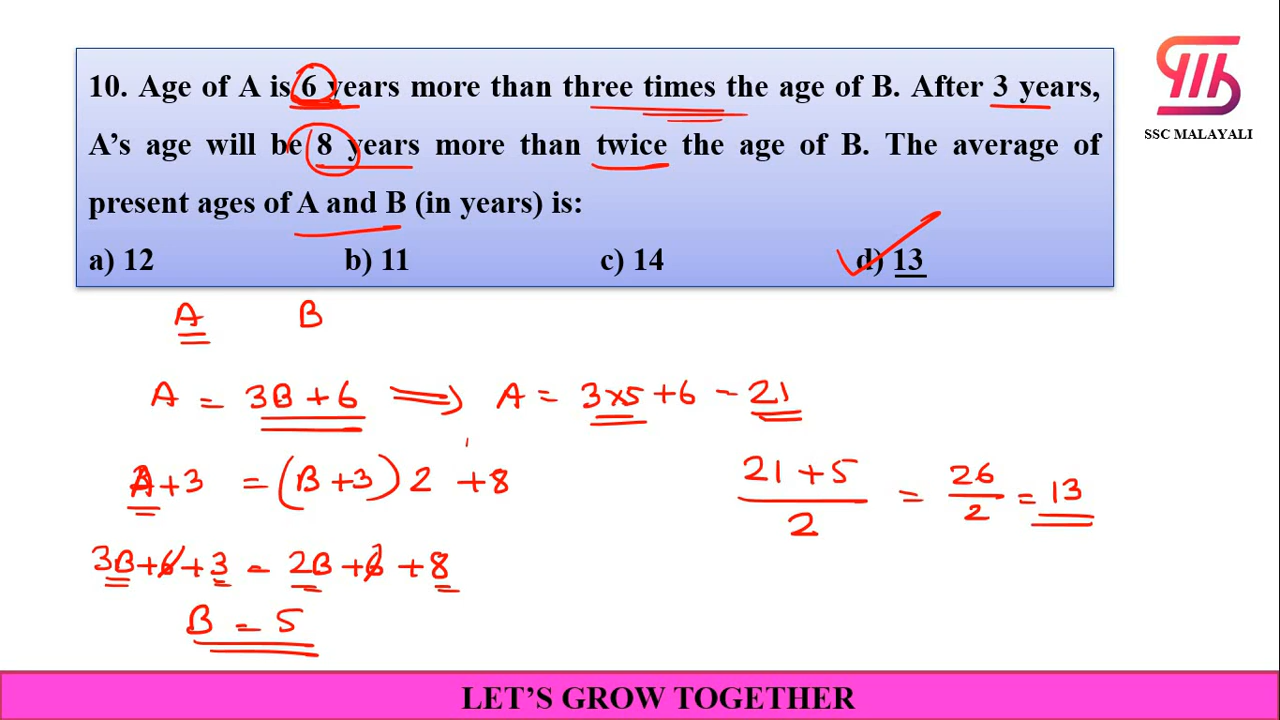 10. Age of A is 6 years more than three times the age of B. After 3 years,
A's age will be 8 years more than twice the age of B. The average of
present ages of A and B (in years) is:
a) 12 b) 11 c) 14 d) 13
SSC MALAYALI
A B
A = 3B + 6 ⟹ A = 3×5 + 6 - 21
A + 3 = (B + 3) 2 + 8
21 + 5 / 2 = 26 / 2 = 13
3B + 6 + 3 = 2B + 6 + 8
B = 5
LET'S GROW TOGETHER